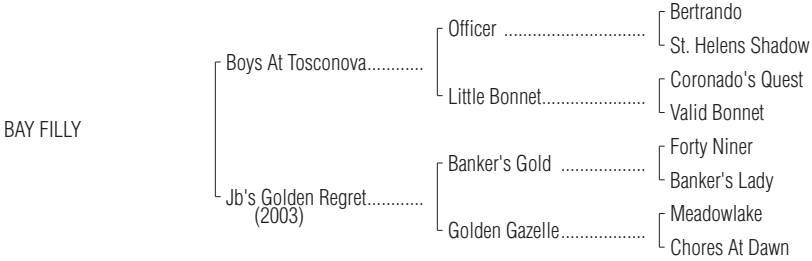 Bertrando
Officer ..............................
St. Helens Shadow
Boys At Tosconova............
Coronado's Quest
Little Bonnet......................
Valid Bonnet
BAY FILLY
Forty Niner
Banker's Gold ..................
Banker's Lady
Jb's Golden Regret............
(2003)
Meadowlake
Golden Gazelle..................
Chores At Dawn